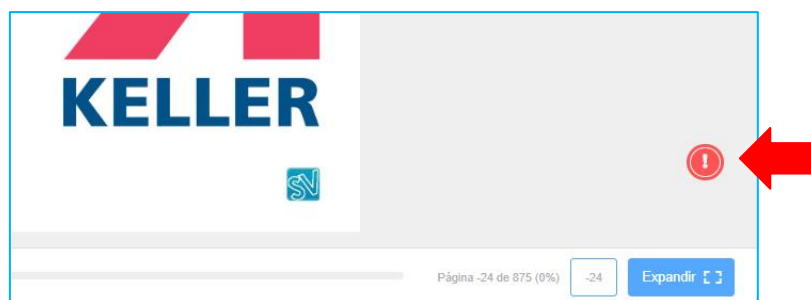 KELLER
SV
!
Página -24 de 875 (0%)
-24
Expandir